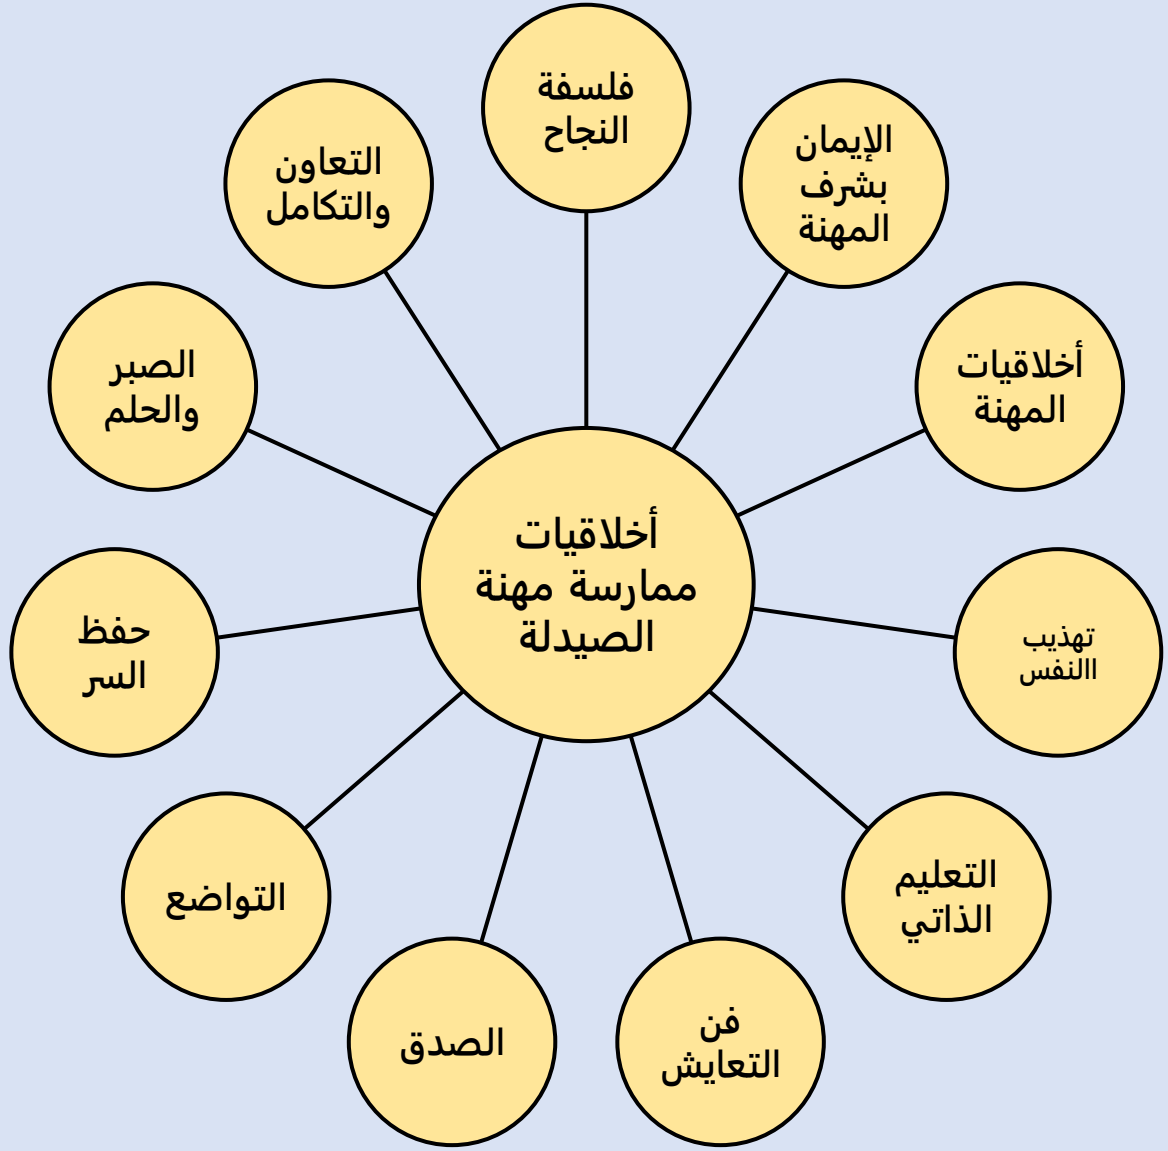 فلسفة
النجاح
الإيمان
بشرف
المهنة
أخلاقيات
المهنة
تهذيب
االنفس
التعليم
الذاتي
فن
التعايش
الصدق
التواضع
حفظ
السر
الصبر
والحلم
التعاون
والتكامل
أخلاقيات
ممارسة مهنة
الصيدلة